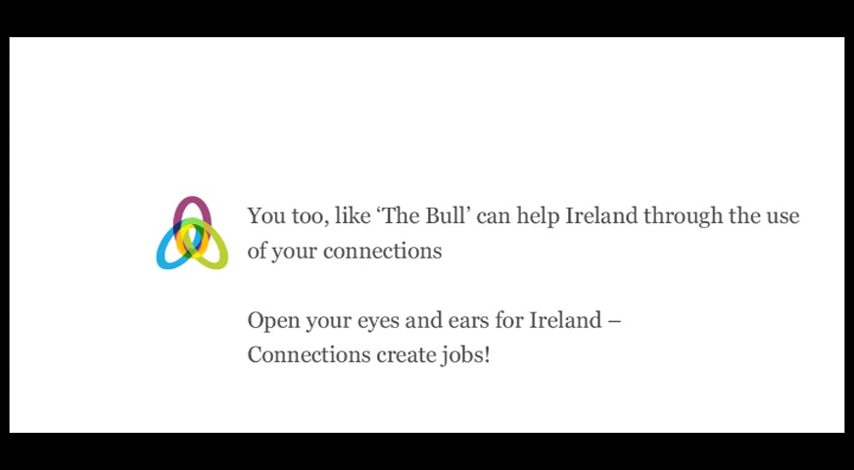 You too, like ‘The Bull’ can help Ireland through the use
of your connections
Open your eyes and ears for Ireland –
Connections create jobs!